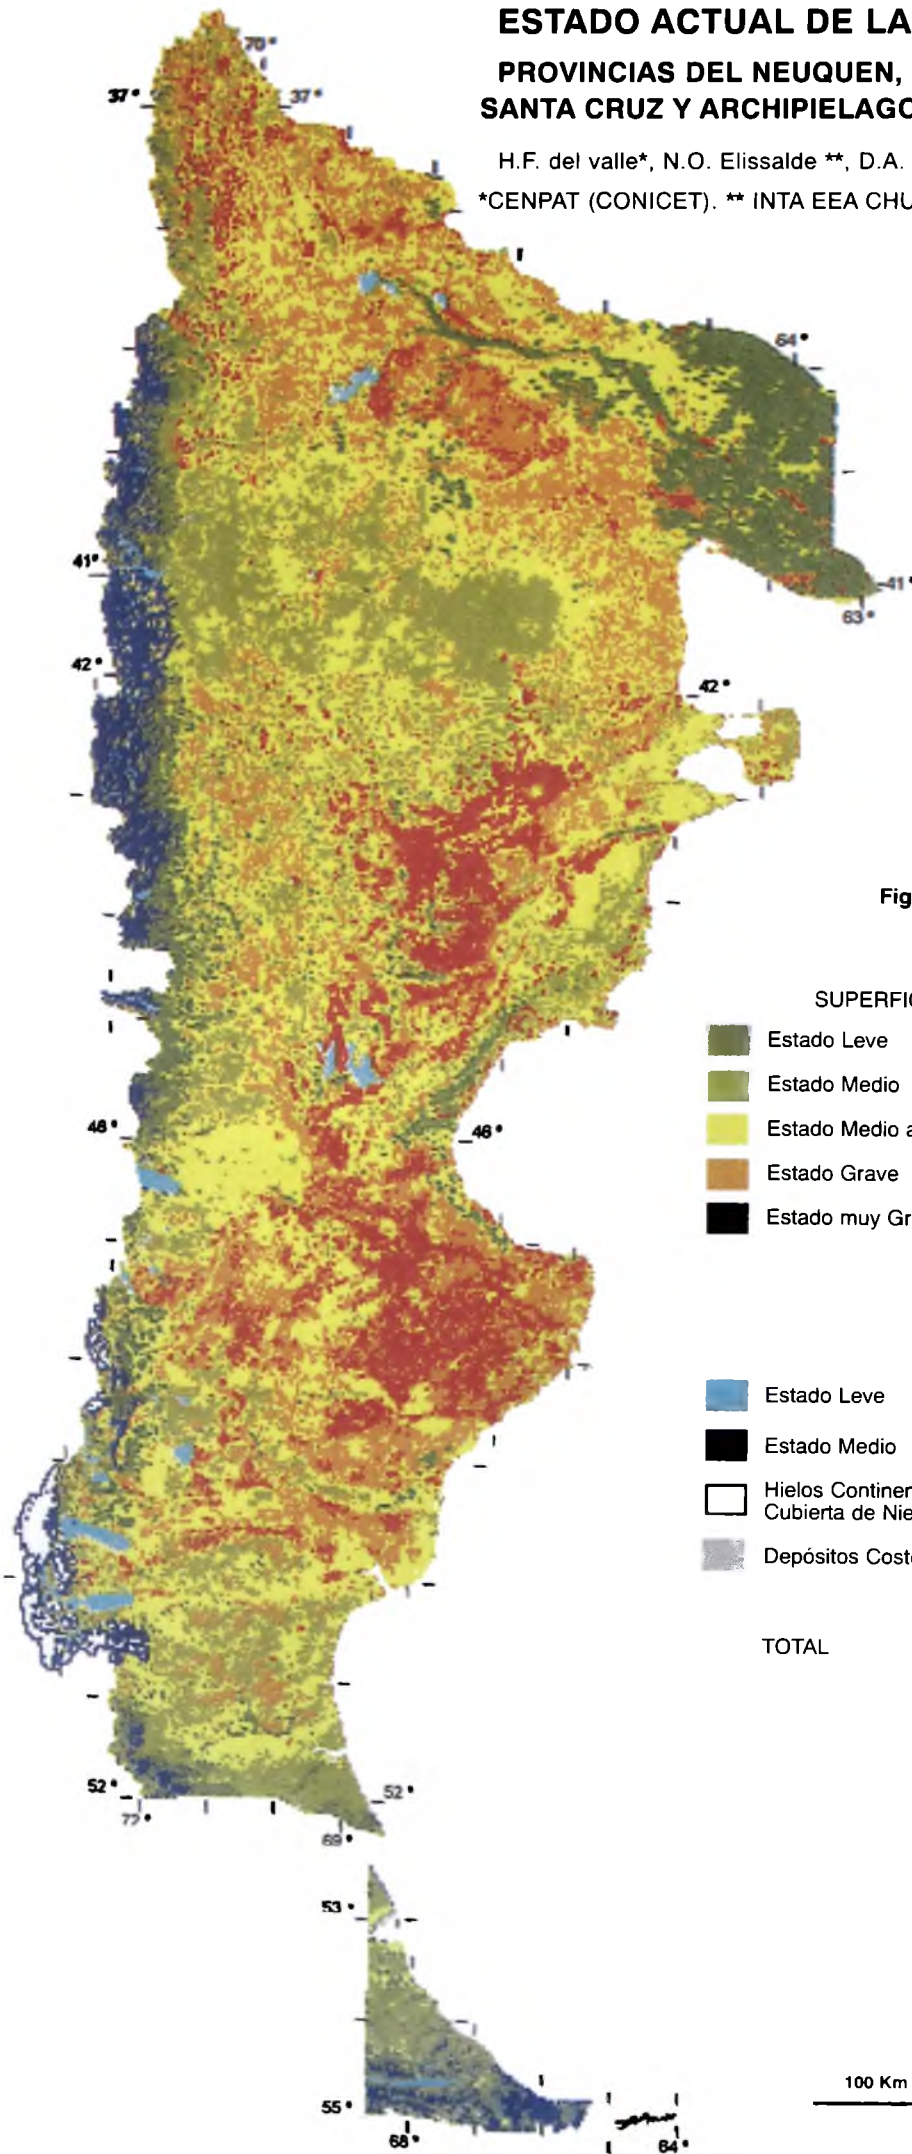 ESTADO ACTUAL DE LA
PROVINCIAS DEL NEUQUEN,
SANTA CRUZ Y ARCHIPIELAGO
H.F. del valle*, N.O. Elissalde **, D.A.
*CENPAT (CONICET). ** INTA EEA CHU
70°
37°
37°
64°
41°
41°
63°
42°
42°
Fig
SUPERFIC
Estado Leve
Estado Medio
Estado Medio a
Estado Grave
Estado muy Gr
46°
46°
Estado Leve
Estado Medio
Hielos Continen
Cubierta de Nie
Depósitos Coste
TOTAL
52°
52°
72°
69°
53°
100 Km
55°
68°
64°